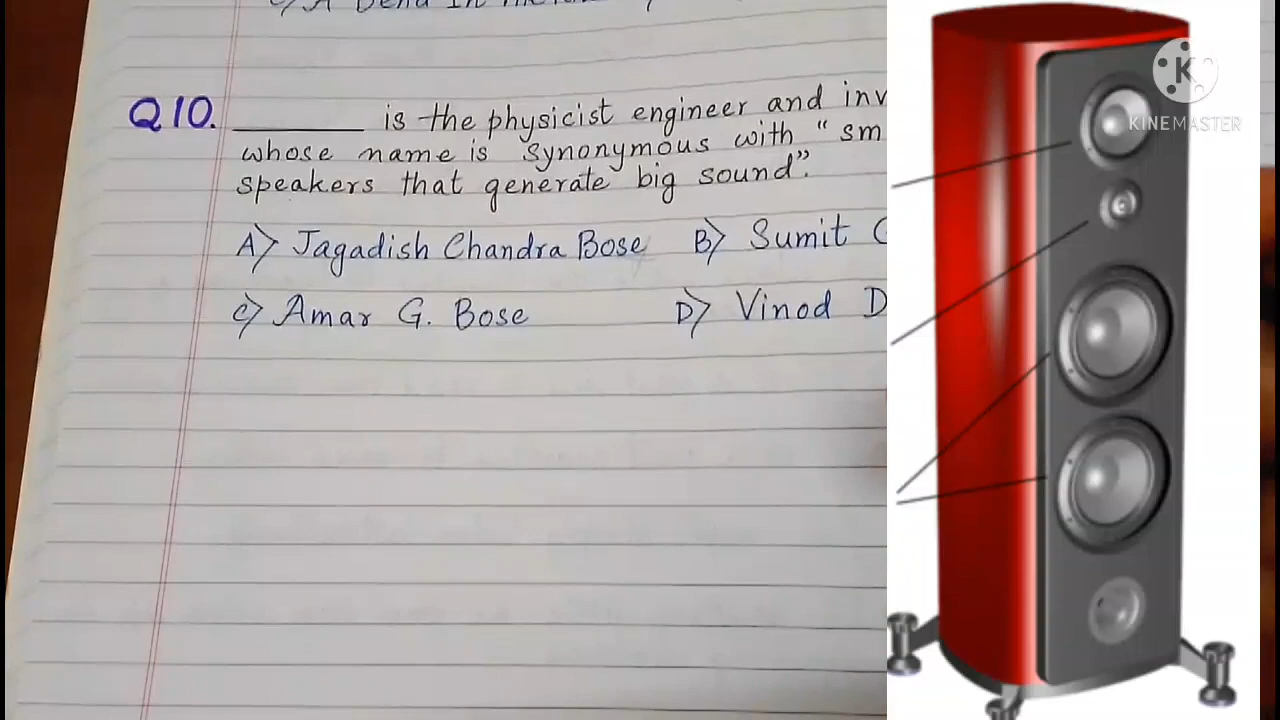 Q10. ______ is the physicist engineer and inv
whose name is synonymous with "sm
speakers that generate big sound".
A) Jagadish Chandra Bose B) Sumit
C) Amar G. Bose D) Vinod D
KINEMASTER